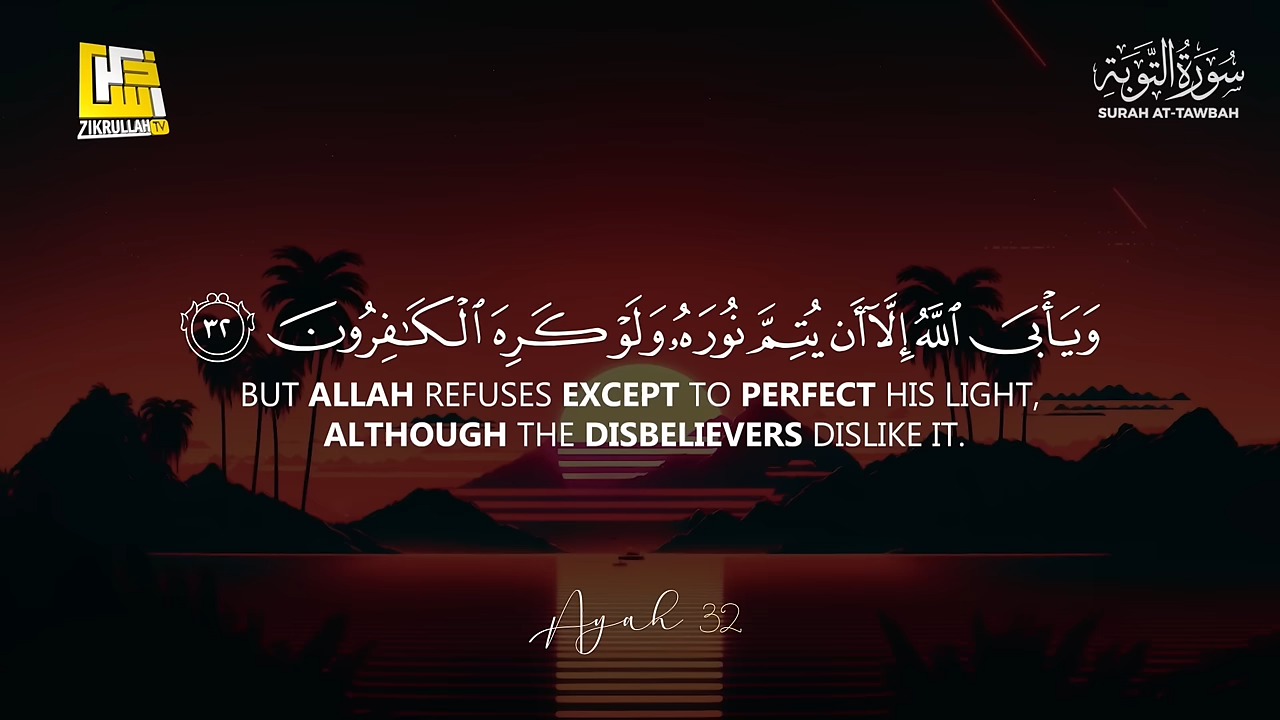 ZIKRULLAH TV
سُورَةُ التَّوْبَةِ
SURAH AT-TAWBAH
وَيَأْبَى ٱللَّهُ إِلَّآ أَن يُتِمَّ نُورَهُۥ وَلَوْ كَرِهَ ٱلْكَـٰفِرُونَ ٣٢
BUT ALLAH REFUSES EXCEPT TO PERFECT HIS LIGHT,
ALTHOUGH THE DISBELIEVERS DISLIKE IT.
Ayah 32